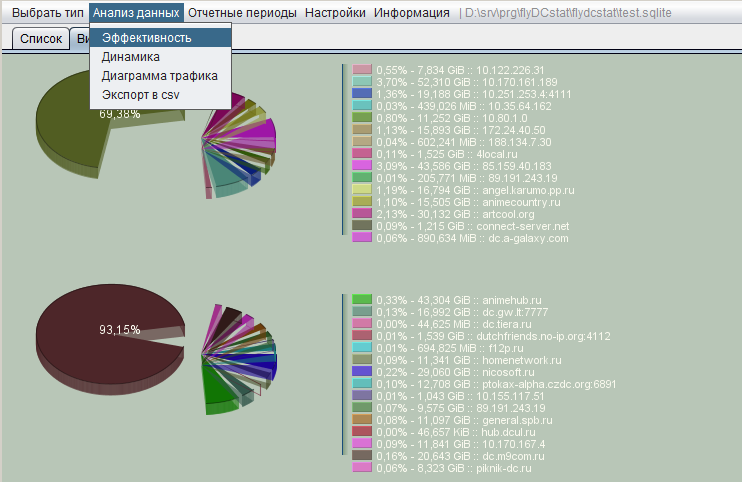 Выбрать тип Анализ данных Отчетные периоды Настройки Информация | D:\srv\prg\flyDCstat\flydcstat\test.sqlite
Список Ви
Эффективность
Динамика
Диаграмма трафика
Экспорт в csv
69,38%
0,55% - 7,834 GiB :: 10.122.226.31
3,70% - 52,310 GiB :: 10.170.161.189
1,36% - 19,188 GiB :: 10.251.253.4:4111
0,03% - 439,026 MiB :: 10.35.64.162
0,80% - 11,252 GiB :: 10.80.1.0
1,13% - 15,893 GiB :: 172.24.40.50
0,04% - 602,241 MiB :: 188.134.7.30
0,11% - 1,525 GiB :: 4local.ru
3,09% - 43,586 GiB :: 85.159.40.183
0,01% - 205,771 MiB :: 89.191.243.19
1,19% - 16,794 GiB :: angel.karumo.pp.ru
1,10% - 15,505 GiB :: animecountry.ru
2,13% - 30,132 GiB :: artcool.org
0,09% - 1,215 GiB :: connect-server.net
0,06% - 890,634 MiB :: dc.a-galaxy.com
93,15%
0,33% - 43,304 GiB :: animehub.ru
0,13% - 16,992 GiB :: dc.gw.lt:7777
0,00% - 44,625 MiB :: dc.tiera.ru
0,01% - 1,539 GiB :: dutchfriends.no-ip.org:4112
0,01% - 694,825 MiB :: f12p.ru
0,09% - 11,341 GiB :: homenetwork.ru
0,22% - 29,060 GiB :: nicosoft.ru
0,10% - 12,708 GiB :: ptokax-alpha.czdc.org:6891
0,01% - 1,043 GiB :: 10.155.117.51
0,07% - 9,575 GiB :: 89.191.243.19
0,08% - 11,097 GiB :: general.spb.ru
0,00% - 46,657 KiB :: hub.dcul.ru
0,09% - 11,841 GiB :: 10.170.167.4
0,16% - 20,643 GiB :: dc.m9com.ru
0,06% - 8,323 GiB :: piknik-dc.ru